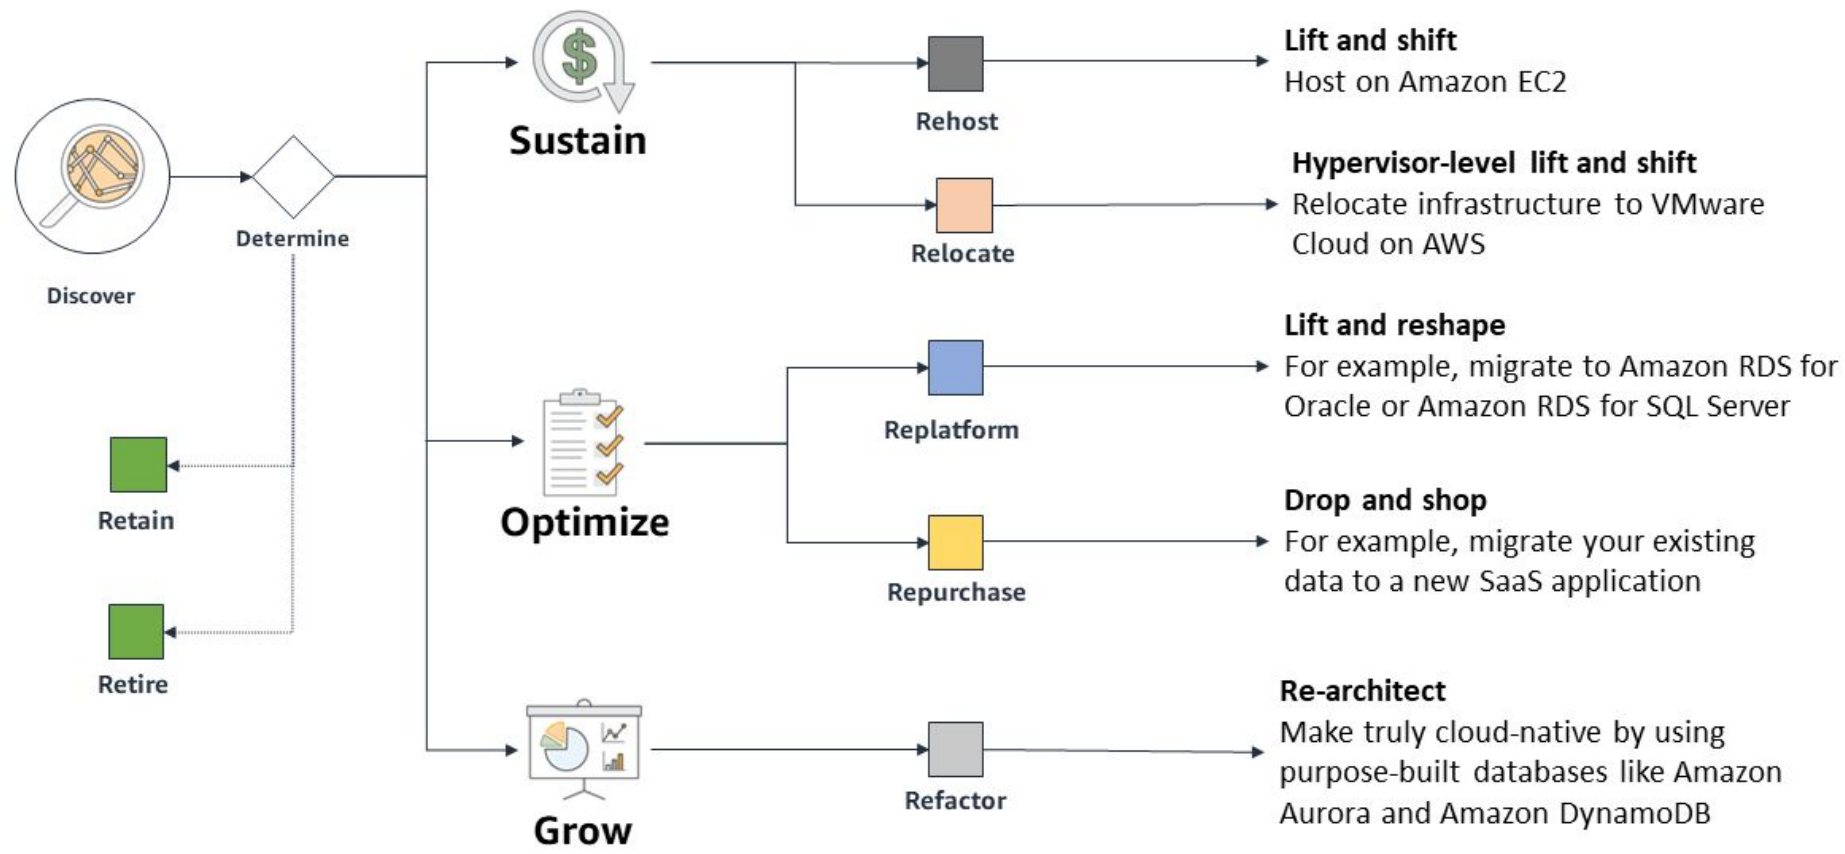 Discover
Determine
Retain
Retire
Sustain
Rehost
Lift and shift
Host on Amazon EC2
Relocate
Hypervisor-level lift and shift
Relocate infrastructure to VMware
Cloud on AWS
Optimize
Replatform
Lift and reshape
For example, migrate to Amazon RDS for
Oracle or Amazon RDS for SQL Server
Repurchase
Drop and shop
For example, migrate your existing
data to a new SaaS application
Grow
Refactor
Re-architect
Make truly cloud-native by using
purpose-built databases like Amazon
Aurora and Amazon DynamoDB